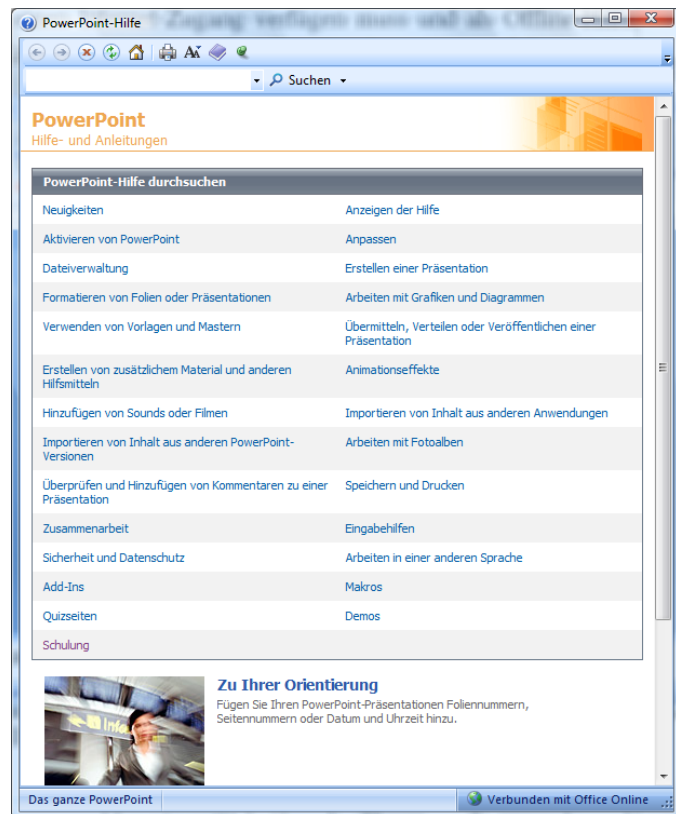 PowerPoint-Hilfe
Suchen
PowerPoint
Hilfe- und Anleitungen
PowerPoint-Hilfe durchsuchen
Neuigkeiten
Anzeigen der Hilfe
Aktivieren von PowerPoint
Anpassen
Dateiverwaltung
Erstellen einer Präsentation
Formatieren von Folien oder Präsentationen
Arbeiten mit Grafiken und Diagrammen
Verwenden von Vorlagen und Mastern
Übermitteln, Verteilen oder Veröffentlichen einer
Präsentation
Erstellen von zusätzlichem Material und anderen
Hilfsmitteln
Animationseffekte
Hinzufügen von Sounds oder Filmen
Importieren von Inhalt aus anderen Anwendungen
Importieren von Inhalt aus anderen PowerPoint-
Versionen
Arbeiten mit Fotoalben
Überprüfen und Hinzufügen von Kommentaren zu einer
Präsentation
Speichern und Drucken
Zusammenarbeit
Eingabehilfen
Sicherheit und Datenschutz
Arbeiten in einer anderen Sprache
Add-Ins
Makros
Quizseiten
Demos
Schulung
Info
Zu Ihrer Orientierung
Fügen Sie Ihren PowerPoint-Präsentationen Foliennummern,
Seitennummern oder Datum und Uhrzeit hinzu.
Das ganze PowerPoint
Verbunden mit Office Online